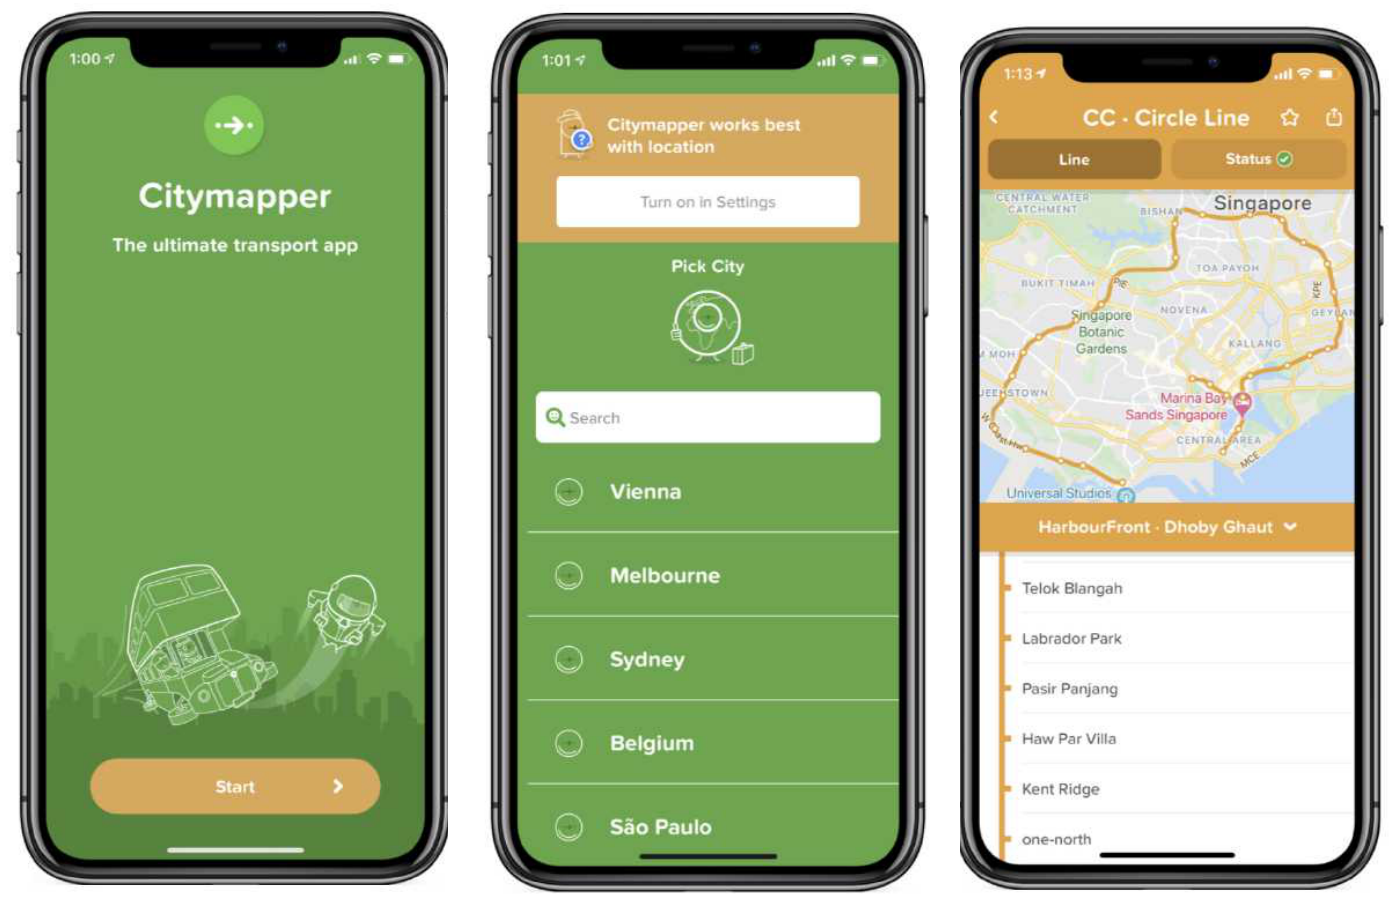 1:00
Citymapper
The ultimate transport app
Start
1:01
Citymapper works best
with location
Turn on in Settings
Pick City
Search
Vienna
Melbourne
Sydney
Belgium
São Paulo
1:13
CC · Circle Line
Line
Status
CENTRAL WATER
CATCHMENT
BISHAN
Singapore
TOA PAYOH
BUKIT TIMAH
PIE
KPE
Singapore
Botanic
Gardens
NOVENA
GEYLAN
KALLANG
M MOH
UEENSTOWN
Marina Bay
Sands Singapore
W Coast Hwy
CENTRAL AREA
MCE
Universal Studios
HarbourFront · Dhoby Ghaut
Telok Blangah
Labrador Park
Pasir Panjang
Haw Par Villa
Kent Ridge
one-north